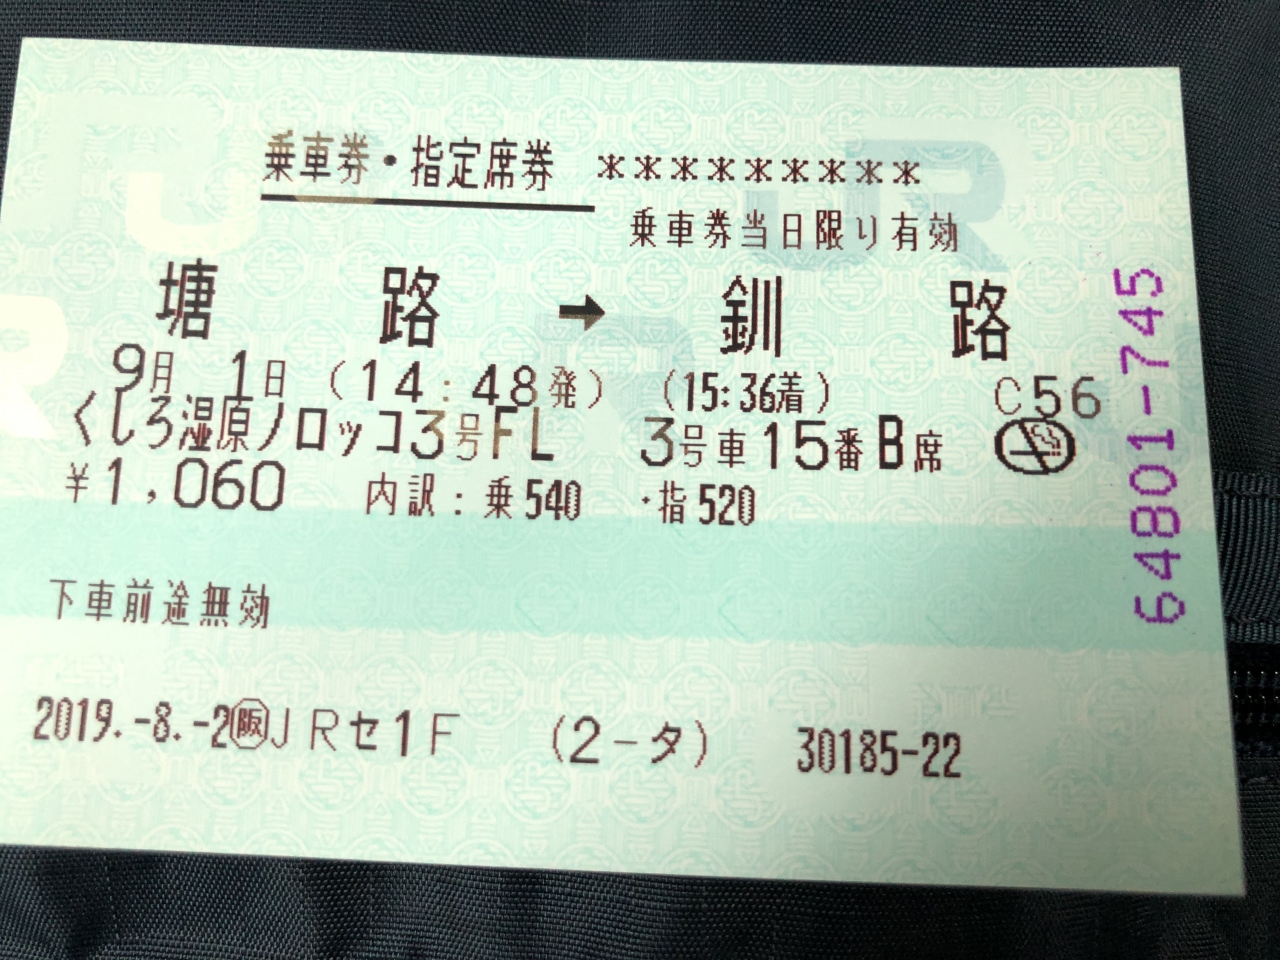 乗車券・指定席券 *********
乗車券当日限り有効
塘路 ➡ 釧路
9月 1日 (14:48発) (15:36着) C56
くしろ湿原ノロッコ3号FL 3号車15番B席
¥1,060 内訳:乗540 ・指520
下車前途無効
2019.-8.-2㊷JRセ1F (2-タ) 30185-22
64801-745
JR